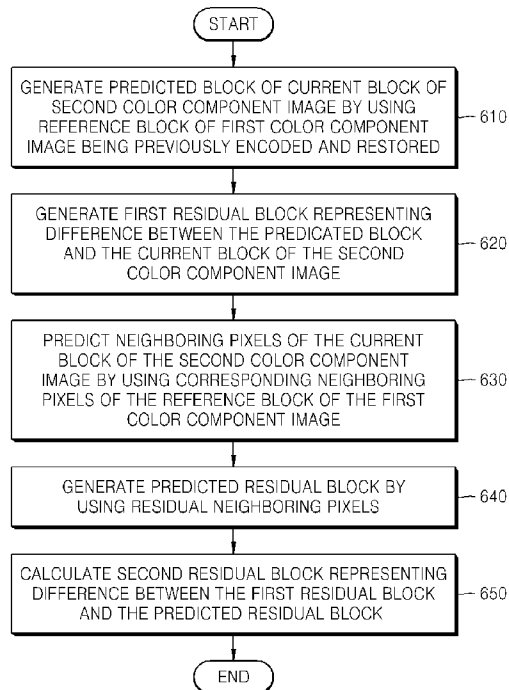 START
GENERATE PREDICTED BLOCK OF CURRENT BLOCK OF
SECOND COLOR COMPONENT IMAGE BY USING
REFERENCE BLOCK OF FIRST COLOR COMPONENT
IMAGE BEING PREVIOUSLY ENCODED AND RESTORED
610
GENERATE FIRST RESIDUAL BLOCK REPRESENTING
DIFFERENCE BETWEEN THE PREDICATED BLOCK
AND THE CURRENT BLOCK OF THE SECOND
COLOR COMPONENT IMAGE
620
PREDICT NEIGHBORING PIXELS OF THE CURRENT
BLOCK OF THE SECOND COLOR COMPONENT
IMAGE BY USING CORRESPONDING NEIGHBORING
PIXELS OF THE REFERENCE BLOCK OF THE FIRST
COLOR COMPONENT IMAGE
630
GENERATE PREDICTED RESIDUAL BLOCK BY
USING RESIDUAL NEIGHBORING PIXELS
640
CALCULATE SECOND RESIDUAL BLOCK REPRESENTING
DIFFERENCE BETWEEN THE FIRST RESIDUAL BLOCK
AND THE PREDICTED RESIDUAL BLOCK
650
END